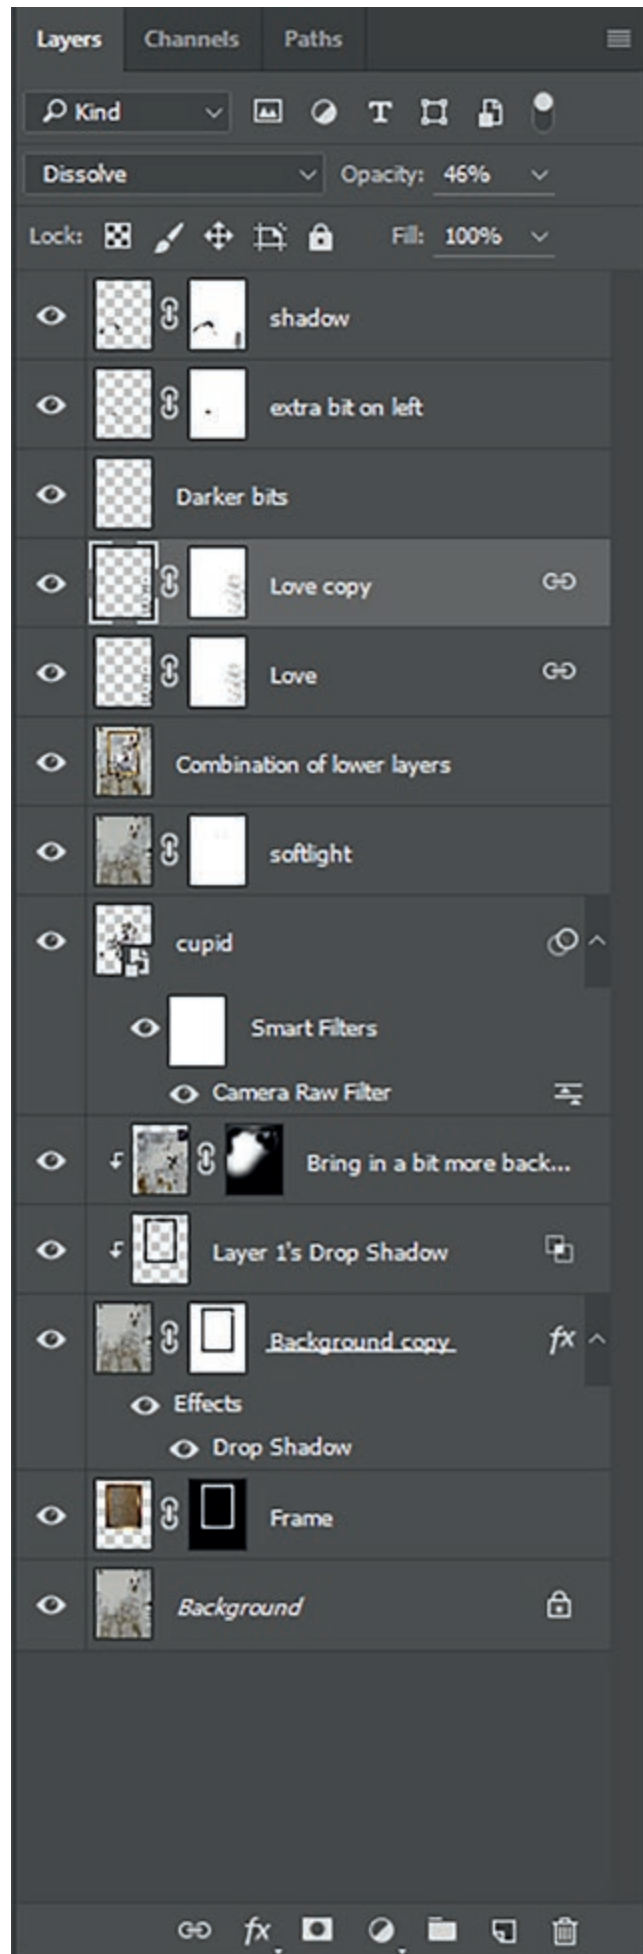 Layers Channels Paths
Kind
Dissolve Opacity: 46%
Lock: Fill: 100%
shadow
extra bit on left
Darker bits
Love copy
Love
Combination of lower layers
softlight
cupid
Smart Filters
Camera Raw Filter
Bring in a bit more back...
Layer 1's Drop Shadow
Background copy
fx
Effects
Drop Shadow
Frame
Background
fx